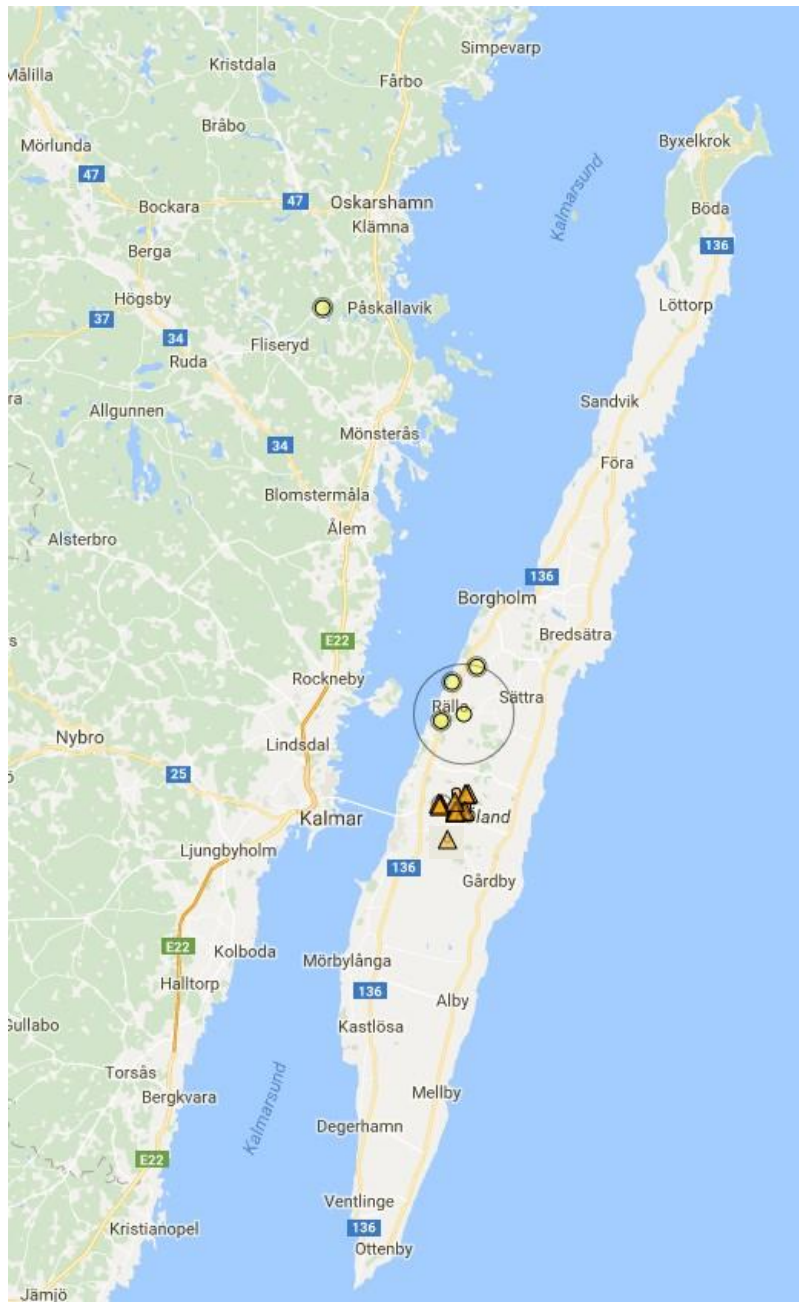 Simpevarp
Kristdala
Målilla
Fårbo
Bråbo
Byxelkrok
Mörlunda
47
Kalmarsund
47
Oskarshamn
Bockara
Böda
Klämna
136
Berga
Högsby
Påskallavik
Löttorp
37
34
Fliseryd
Ruda
ra
Sandvik
Allgunnen
Mönsterås
34
Föra
Blomstermåla
Ålem
Alsterbro
136
Borgholm
Bredsätra
E22
s
Rockneby
Sättra
Rälla
Nybro
Lindsdal
25
ö
Kalmar
land
Ljungbyholm
136
Gårdby
E22
Kolboda
Mörbylånga
Halltorp
136
Alby
Gullabo
Kastlösa
Torsås
Mellby
Bergkvara
Kalmarsund
Degerhamn
E22
Ventlinge
Kristianopel
136
Ottenby
Jämjö